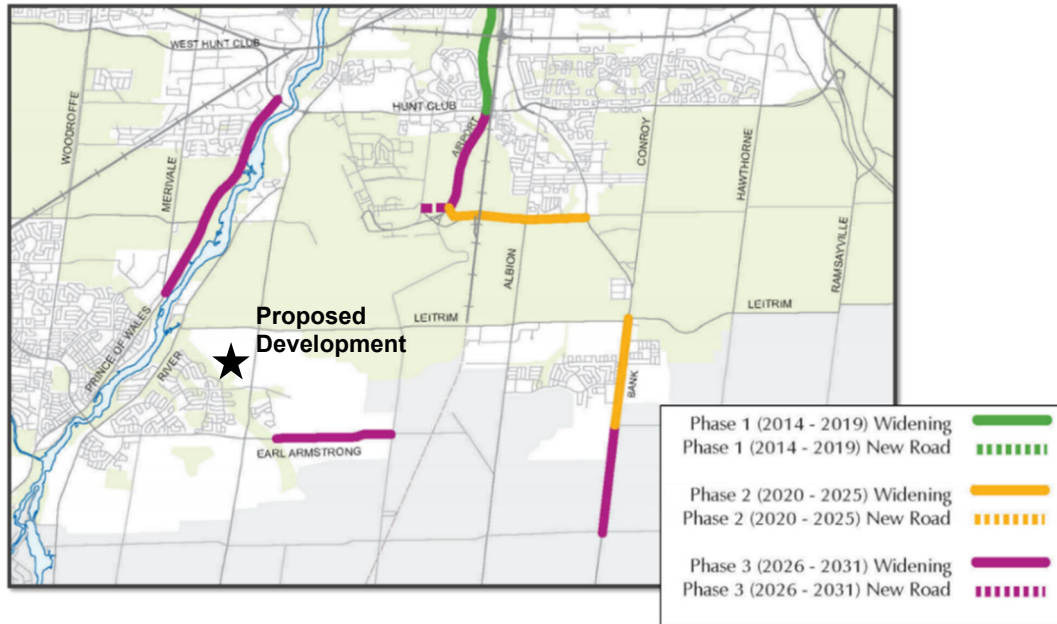 WEST HUNT CLUB
HUNT CLUB
WOODROFFE
MERIVALE
AIRPORT
CONROY
HAWTHORNE
RAMSAYVILLE
ALBION
LEITRIM
LEITRIM
PRINCE OF WALES
RIVER
Proposed
Development
BANK
EARL ARMSTRONG
Phase 1 (2014 - 2019) Widening
Phase 1 (2014 - 2019) New Road
Phase 2 (2020 - 2025) Widening
Phase 2 (2020 - 2025) New Road
Phase 3 (2026 - 2031) Widening
Phase 3 (2026 - 2031) New Road